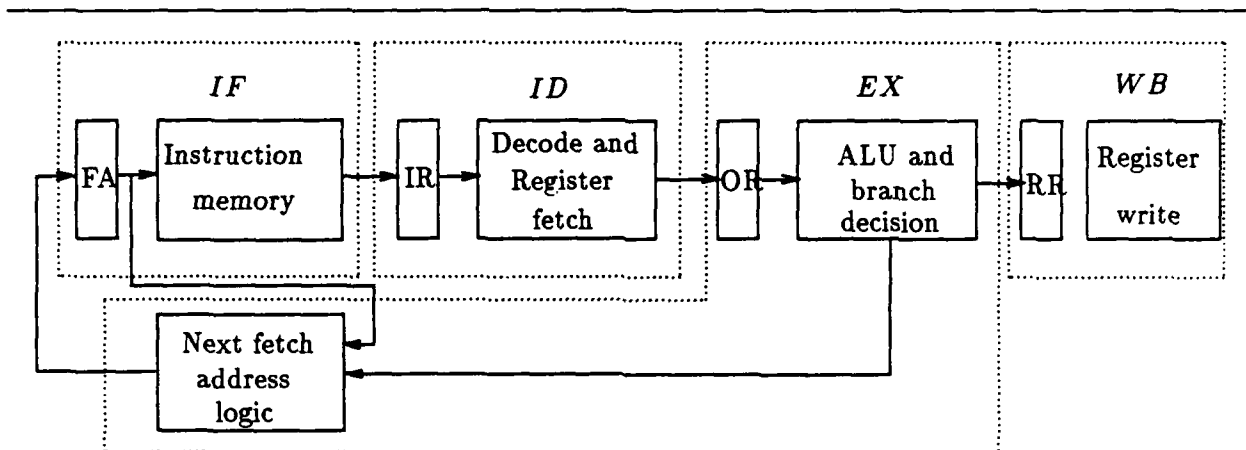 IF
ID
EX
WB
FA
Instruction
memory
IR
Decode and
Register
fetch
OR
ALU and
branch
decision
RR
Register
write
Next fetch
address
logic